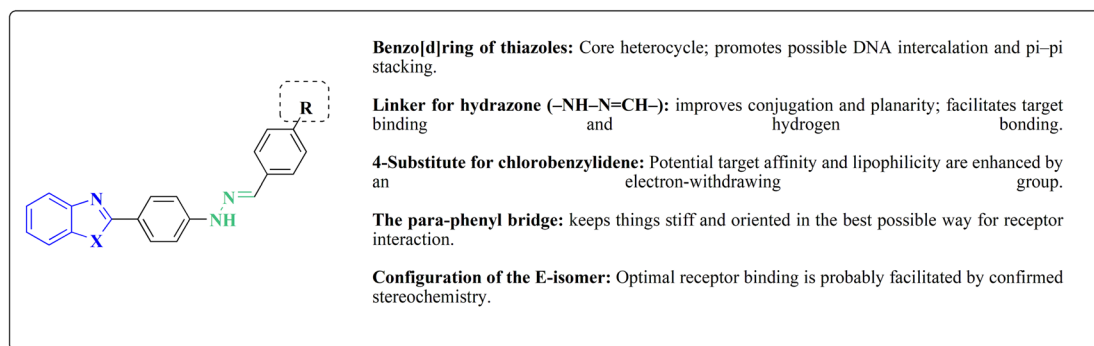 Benzo[d]ring of thiazoles: Core heterocycle; promotes possible DNA intercalation and pi–pi
stacking.
Linker for hydrazone (–NH–N=CH–): improves conjugation and planarity; facilitates target
binding and hydrogen bonding.
4-Substitute for chlorobenzylidene: Potential target affinity and lipophilicity are enhanced by
an electron-withdrawing group.
The para-phenyl bridge: keeps things stiff and oriented in the best possible way for receptor
interaction.
Configuration of the E-isomer: Optimal receptor binding is probably facilitated by confirmed
stereochemistry.
R
N
N
NH
X